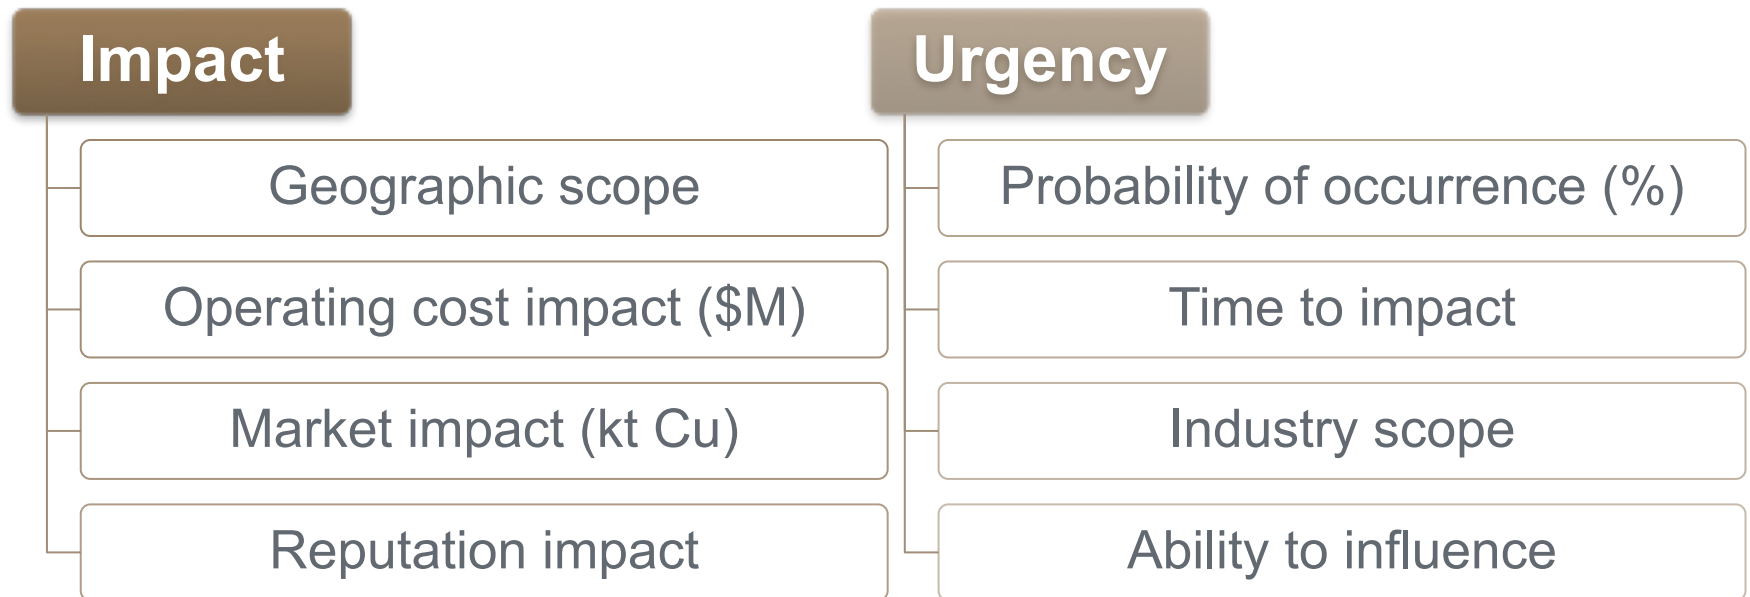 Impact
Geographic scope
Operating cost impact ($M)
Market impact (kt Cu)
Reputation impact
Urgency
Probability of occurrence (%)
Time to impact
Industry scope
Ability to influence